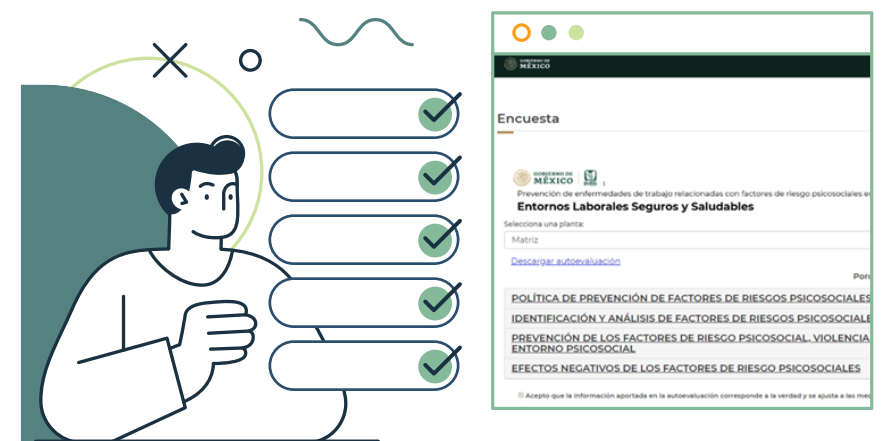 GOBIERNO DE
MÉXICO
Encuesta
GOBIERNO DE
MÉXICO
IMSS
Prevención de enfermedades de trabajo relacionadas con factores de riesgo psicosociales e
Entornos Laborales Seguros y Saludables
Selecciona una planta:
Matriz
Descargar autoevaluación
Por
POLÍTICA DE PREVENCIÓN DE FACTORES DE RIESGOS PSICOSOCIALES
IDENTIFICACIÓN Y ANÁLISIS DE FACTORES DE RIESGOS PSICOSOCIALE
PREVENCIÓN DE LOS FACTORES DE RIESGO PSICOSOCIAL, VIOLENCIA
ENTORNO PSICOSOCIAL
EFECTOS NEGATIVOS DE LOS FACTORES DE RIESGO PSICOSOCIALES
Acepto que la información aportada en la autoevaluación corresponde a la verdad y se ajusta a las med